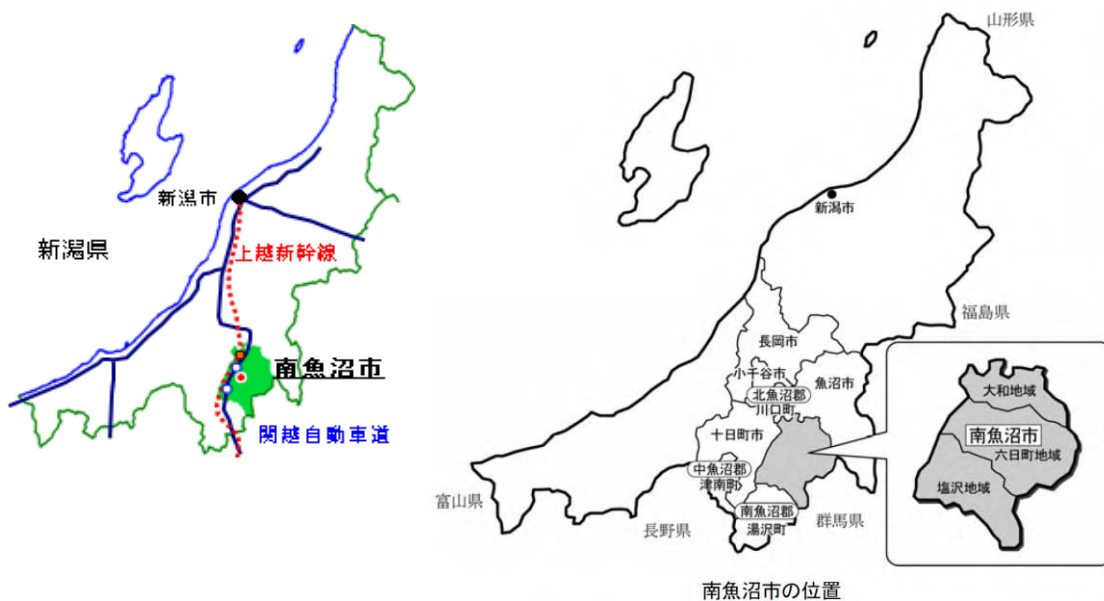 新潟市
新潟県
上越新幹線
南魚沼市
関越自動車道
山形県
新潟市
福島県
長岡市
小千谷市
魚沼市
北魚沼郡
川口町
十日町市
中魚沼郡
津南町
南魚沼郡
湯沢町
富山県
長野県
群馬県
大和地域
南魚沼市
六日町地域
塩沢地域
南魚沼市の位置